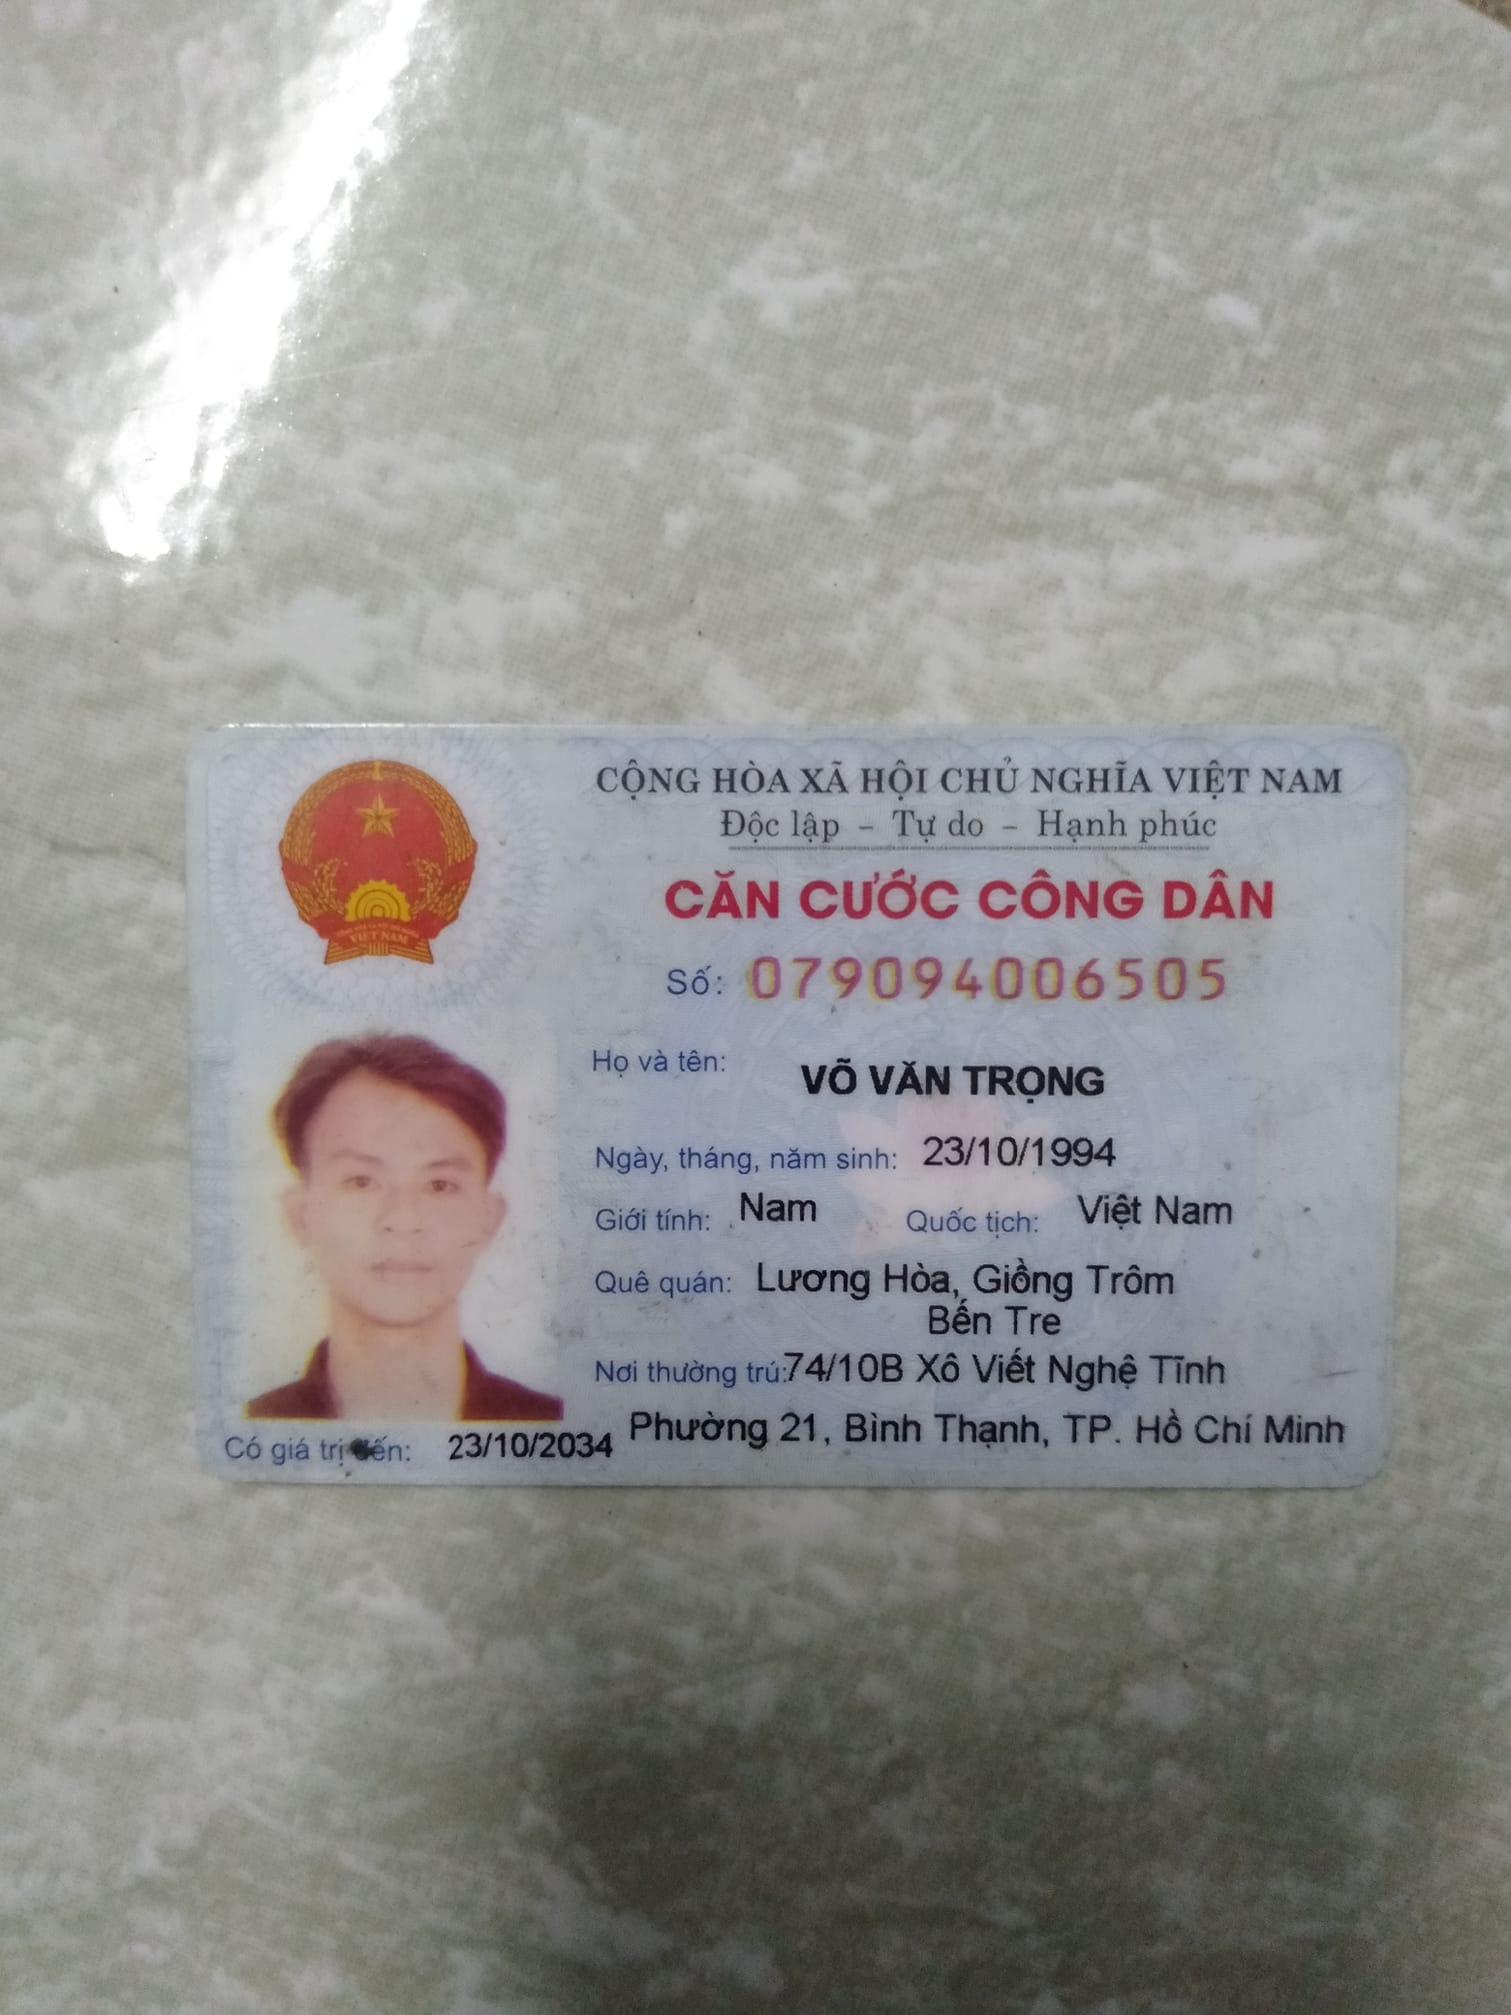 CỘNG HÒA XÃ HỘI CHỦ NGHĨA VIỆT NAM
Độc lập – Tự do – Hạnh phúc
CĂN CƯỚC CÔNG DÂN
Số: 079094006505
Họ và tên: VÕ VĂN TRỌNG
Ngày, tháng, năm sinh: 23/10/1994
Giới tính: Nam Quốc tịch: Việt Nam
Quê quán: Lương Hòa, Giồng Trôm
Bến Tre
Nơi thường trú: 74/10B Xô Viết Nghệ Tĩnh
Phường 21, Bình Thạnh, TP. Hồ Chí Minh
Có giá trị đến: 23/10/2034
VIỆT NAM